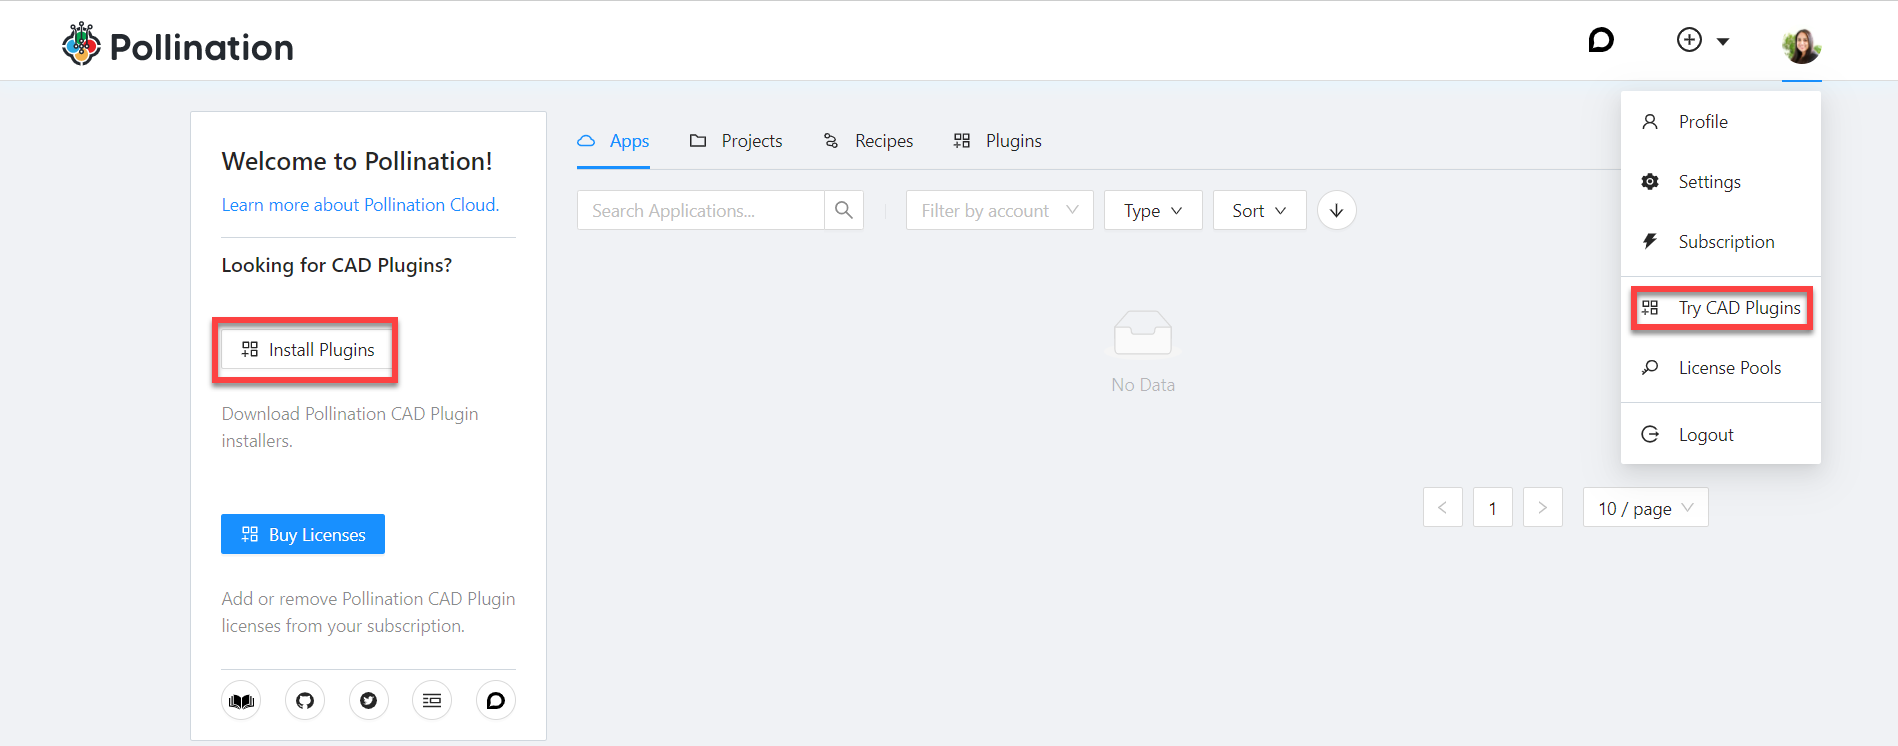 Pollination
Welcome to Pollination!
Learn more about Pollination Cloud.
Looking for CAD Plugins?
Install Plugins
Download Pollination CAD Plugin
installers.
Buy Licenses
Add or remove Pollination CAD Plugin
licenses from your subscription.
Apps Projects Recipes Plugins
Search Applications... Filter by account Type Sort
No Data
1 10 / page
Profile
Settings
Subscription
Try CAD Plugins
License Pools
Logout